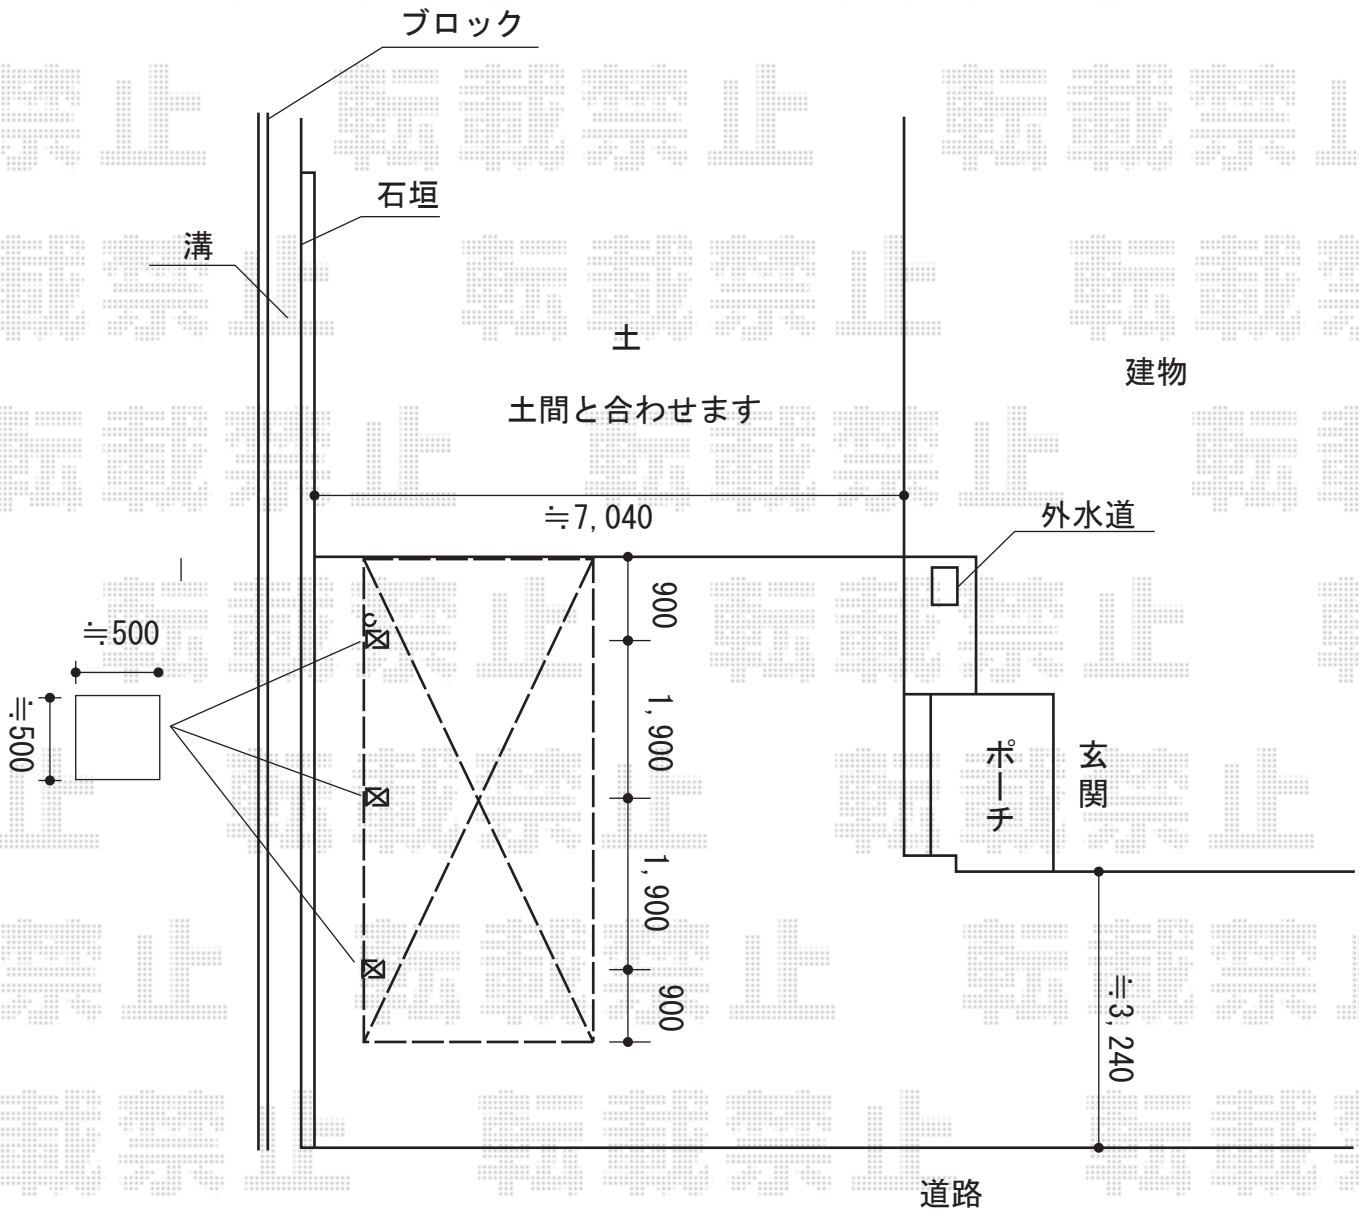 ブロック
石垣
溝
土
建物
土間と合わせます
≒7,040
外水道
900
≒500
≒500
1,900
ポーチ
玄関
1,900
900
≒3,240
道路
転載禁止